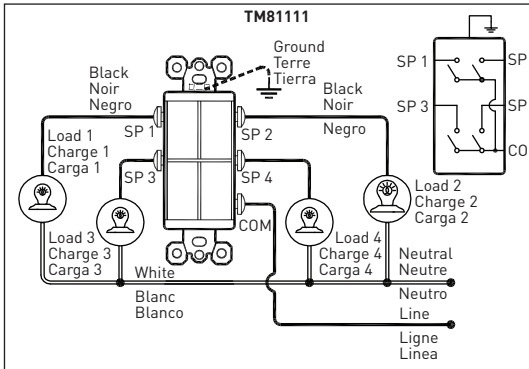 TM81111
Ground
Terre
Tierra
Black
Noir
Negro
Black
Noir
Negro
SP 1
SP
SP 3
SP
CO
Load 1
Charge 1
Carga 1
SP 1
SP 2
SP 3
SP 4
COM
Load 2
Charge 2
Carga 2
Load 3
Charge 3
Carga 3
Load 4
Charge 4
Carga 4
White
Blanc
Blanco
Neutral
Neutre
Neutro
Line
Ligne
Linea